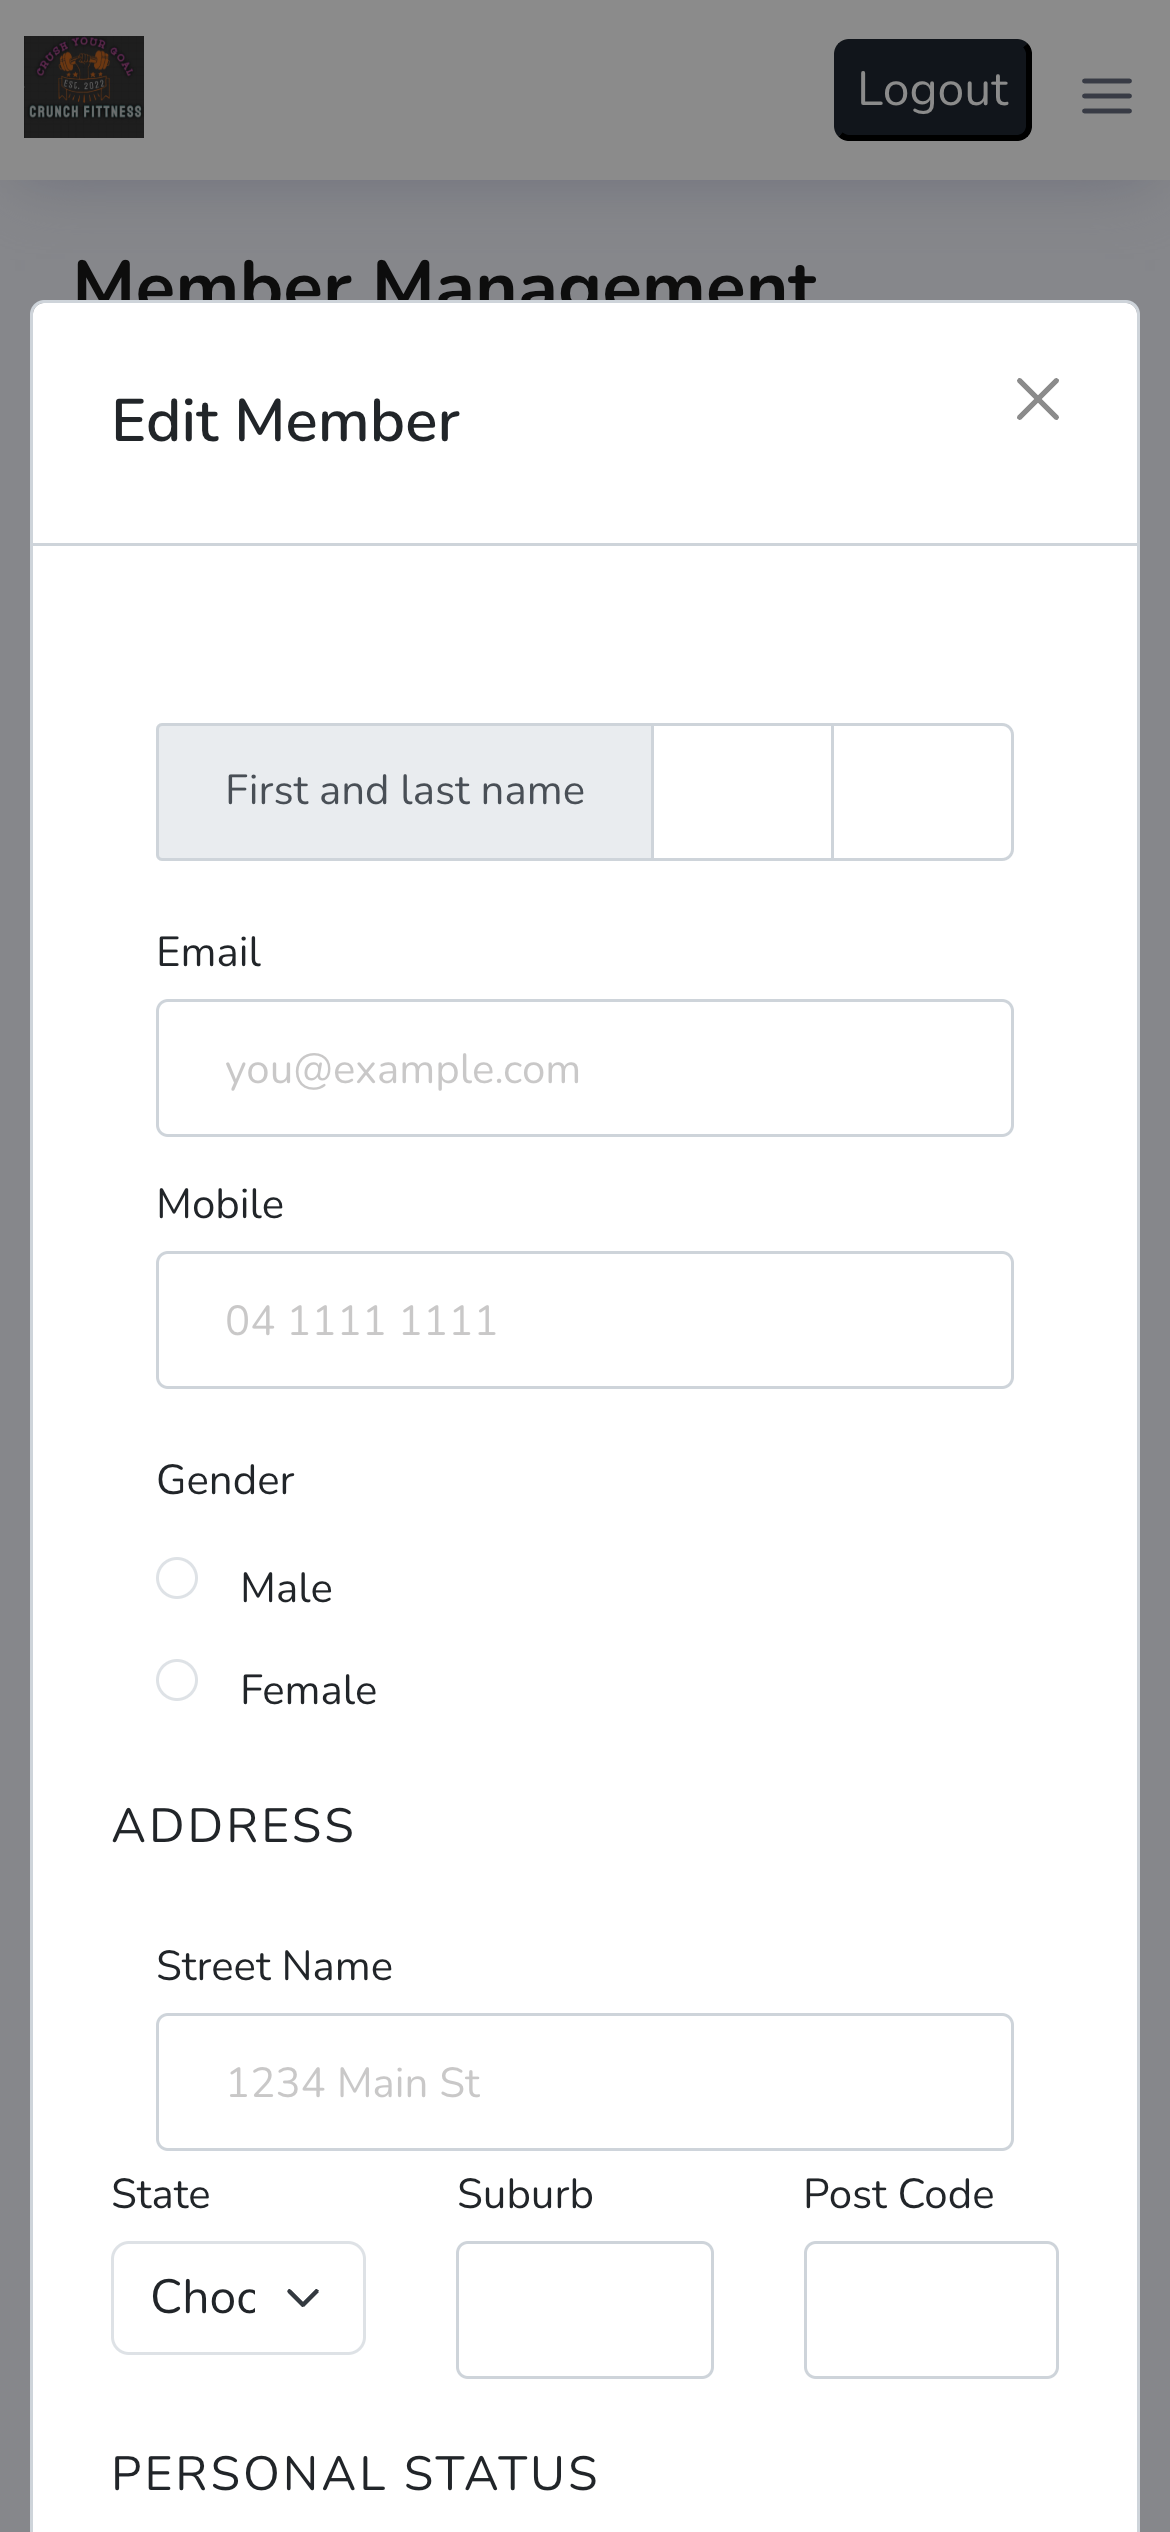 CRUSH YOUR GOAL
EST. 2022
CRUNCH FITTNESS
Logout
Member Management
Edit Member
First and last name
Email
you@example.com
Mobile
04 1111 1111
Gender
Male
Female
ADDRESS
Street Name
1234 Main St
State Suburb Post Code
Choc
PERSONAL STATUS